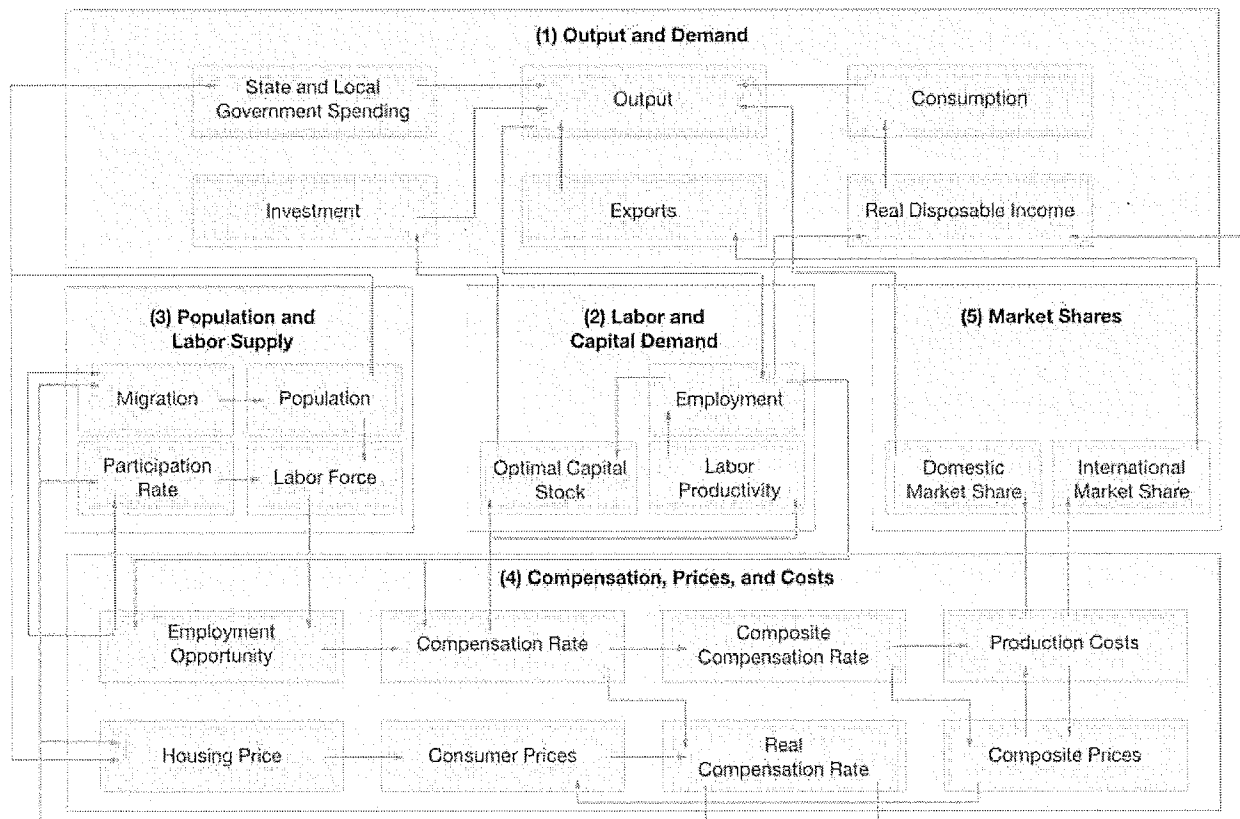 (1) Output and Demand
State and Local
Government Spending
Output
Consumption
Investment
Exports
Real Disposable Income
(3) Population and
Labor Supply
Migration
Population
Participation
Rate
Labor Force
(2) Labor and
Capital Demand
Employment
Optimal Capital
Stock
Labor
Productivity
(5) Market Shares
Domestic
Market Share
International
Market Share
(4) Compensation, Prices, and Costs
Employment
Opportunity
Compensation Rate
Composite
Compensation Rate
Production Costs
Housing Price
Consumer Prices
Real
Compensation Rate
Composite Prices